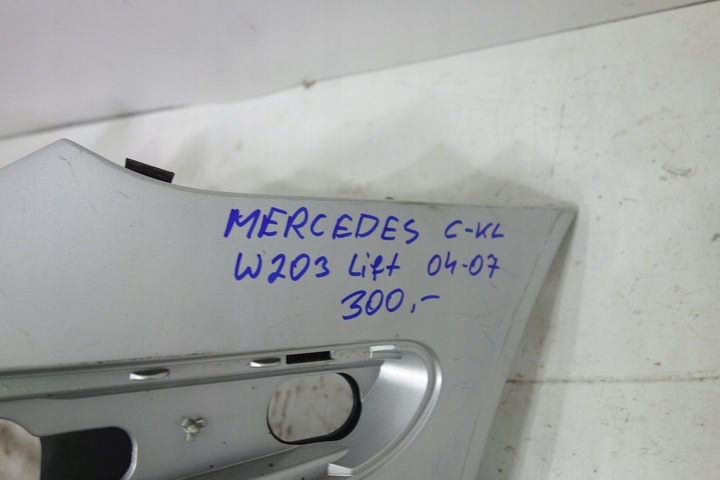 MERCEDES C-KL
W203 Lift 04-07
300,-